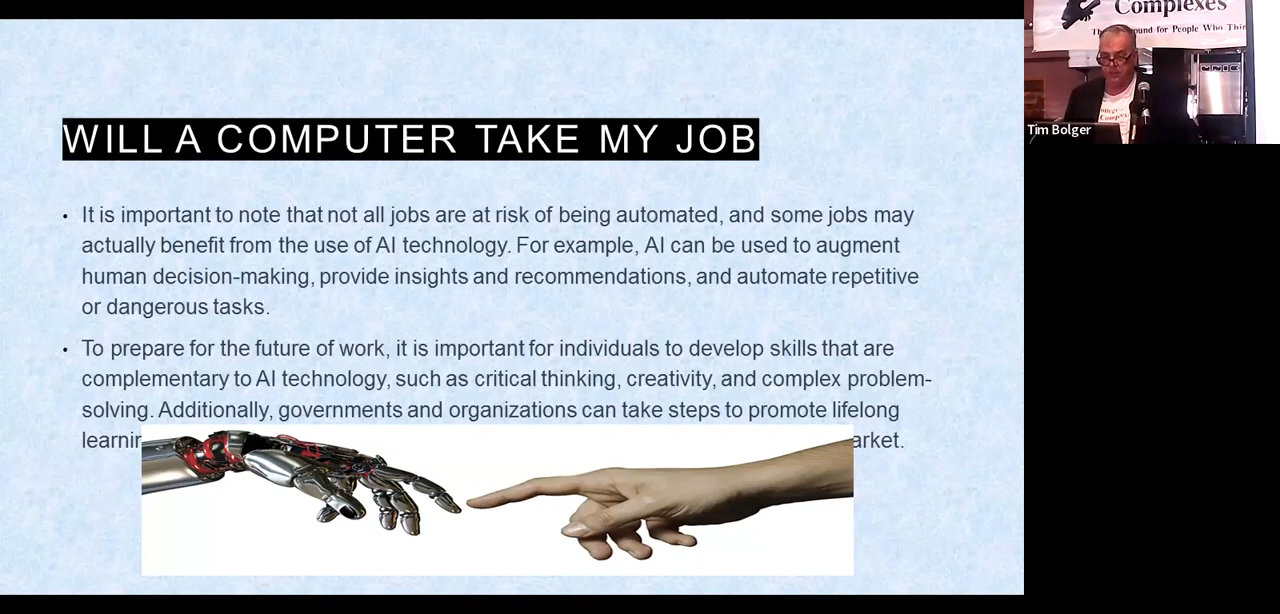 WILL A COMPUTER TAKE MY JOB
• It is important to note that not all jobs are at risk of being automated, and some jobs may
actually benefit from the use of AI technology. For example, AI can be used to augment
human decision-making, provide insights and recommendations, and automate repetitive
or dangerous tasks.
• To prepare for the future of work, it is important for individuals to develop skills that are
complementary to AI technology, such as critical thinking, creativity, and complex problem-
solving. Additionally, governments and organizations can take steps to promote lifelong
Complexes
for People Who
Tim Bolger